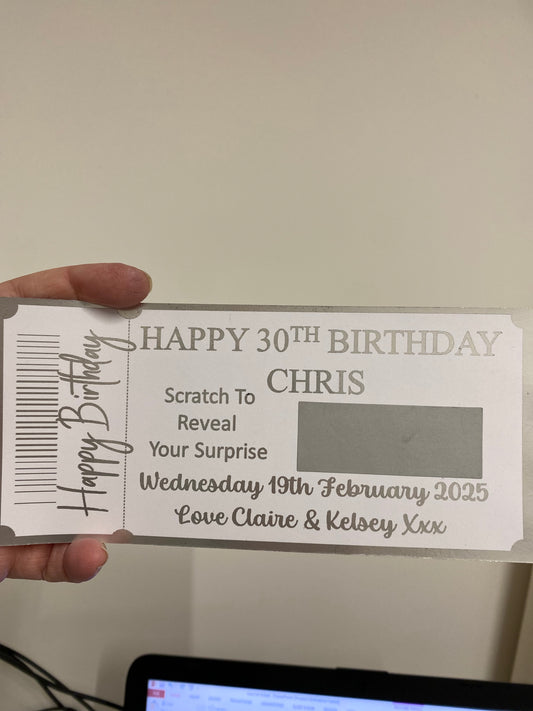 Happy Birthday
HAPPY 30TH BIRTHDAY
CHRIS
Scratch To
Reveal
Your Surprise
Wednesday 19th February 2025
Love Claire & Kelsey Xxx